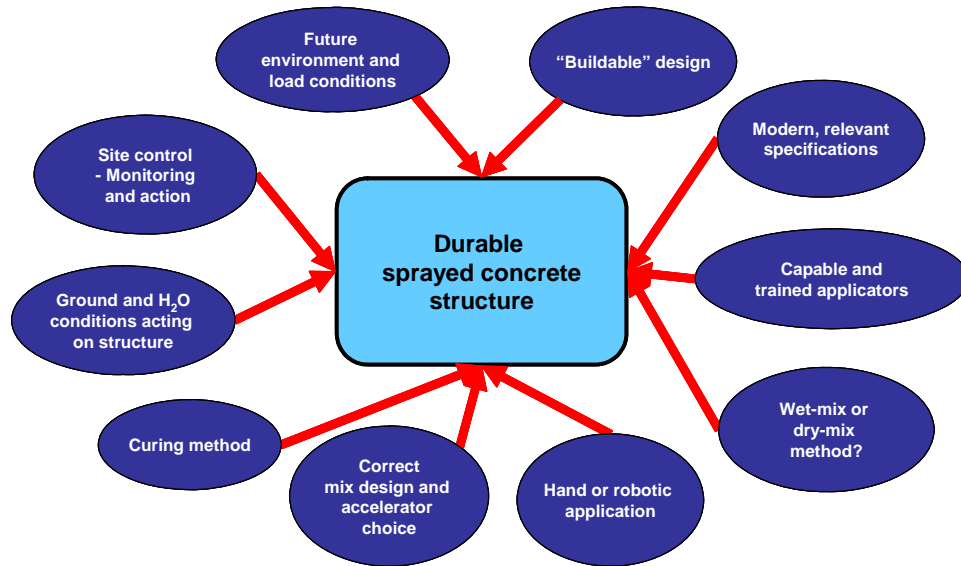 Future
environment and
load conditions
“Buildable” design
Modern, relevant
specifications
Site control
- Monitoring
and action
Durable
sprayed concrete
structure
Capable and
trained applicators
Ground and H₂O
conditions acting
on structure
Wet-mix or
dry-mix
method?
Curing method
Correct
mix design and
accelerator
choice
Hand or robotic
application